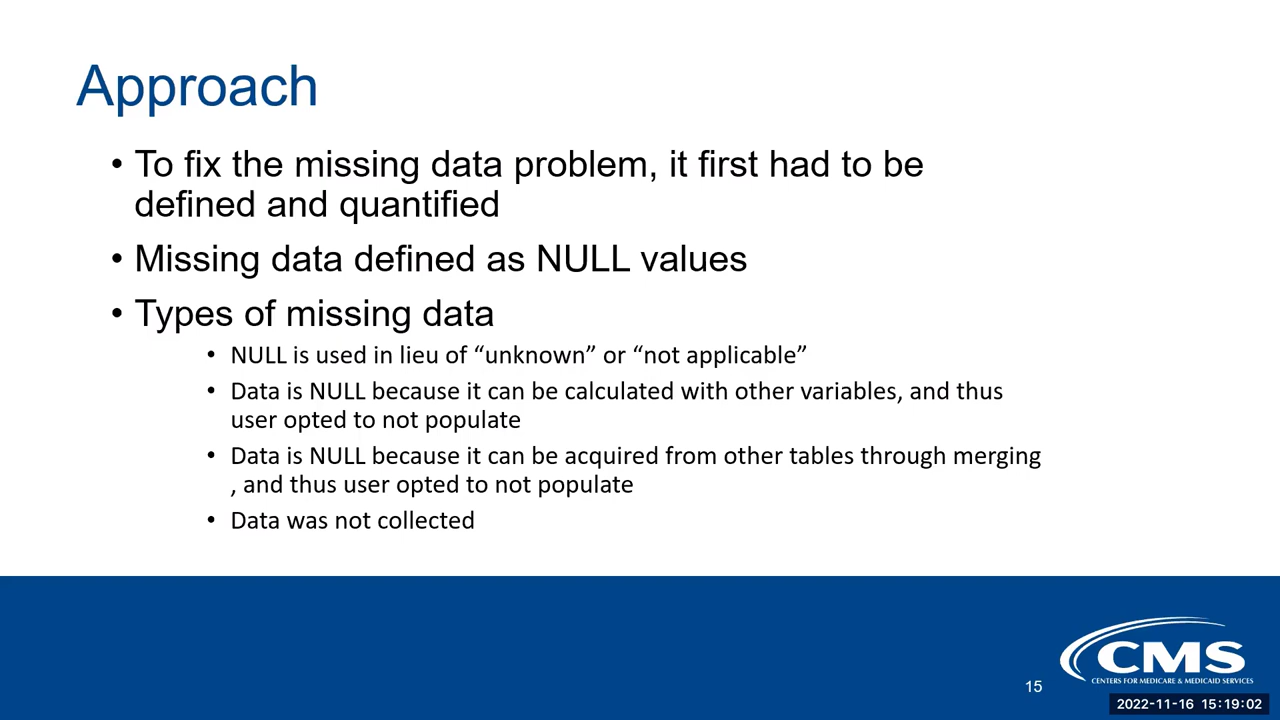 Approach
• To fix the missing data problem, it first had to be
defined and quantified
• Missing data defined as NULL values
• Types of missing data
• NULL is used in lieu of “unknown” or “not applicable”
• Data is NULL because it can be calculated with other variables, and thus
user opted to not populate
• Data is NULL because it can be acquired from other tables through merging
, and thus user opted to not populate
• Data was not collected
CMS
CENTERS FOR MEDICARE & MEDICAID SERVICES
15
2022-11-16 15:19:02